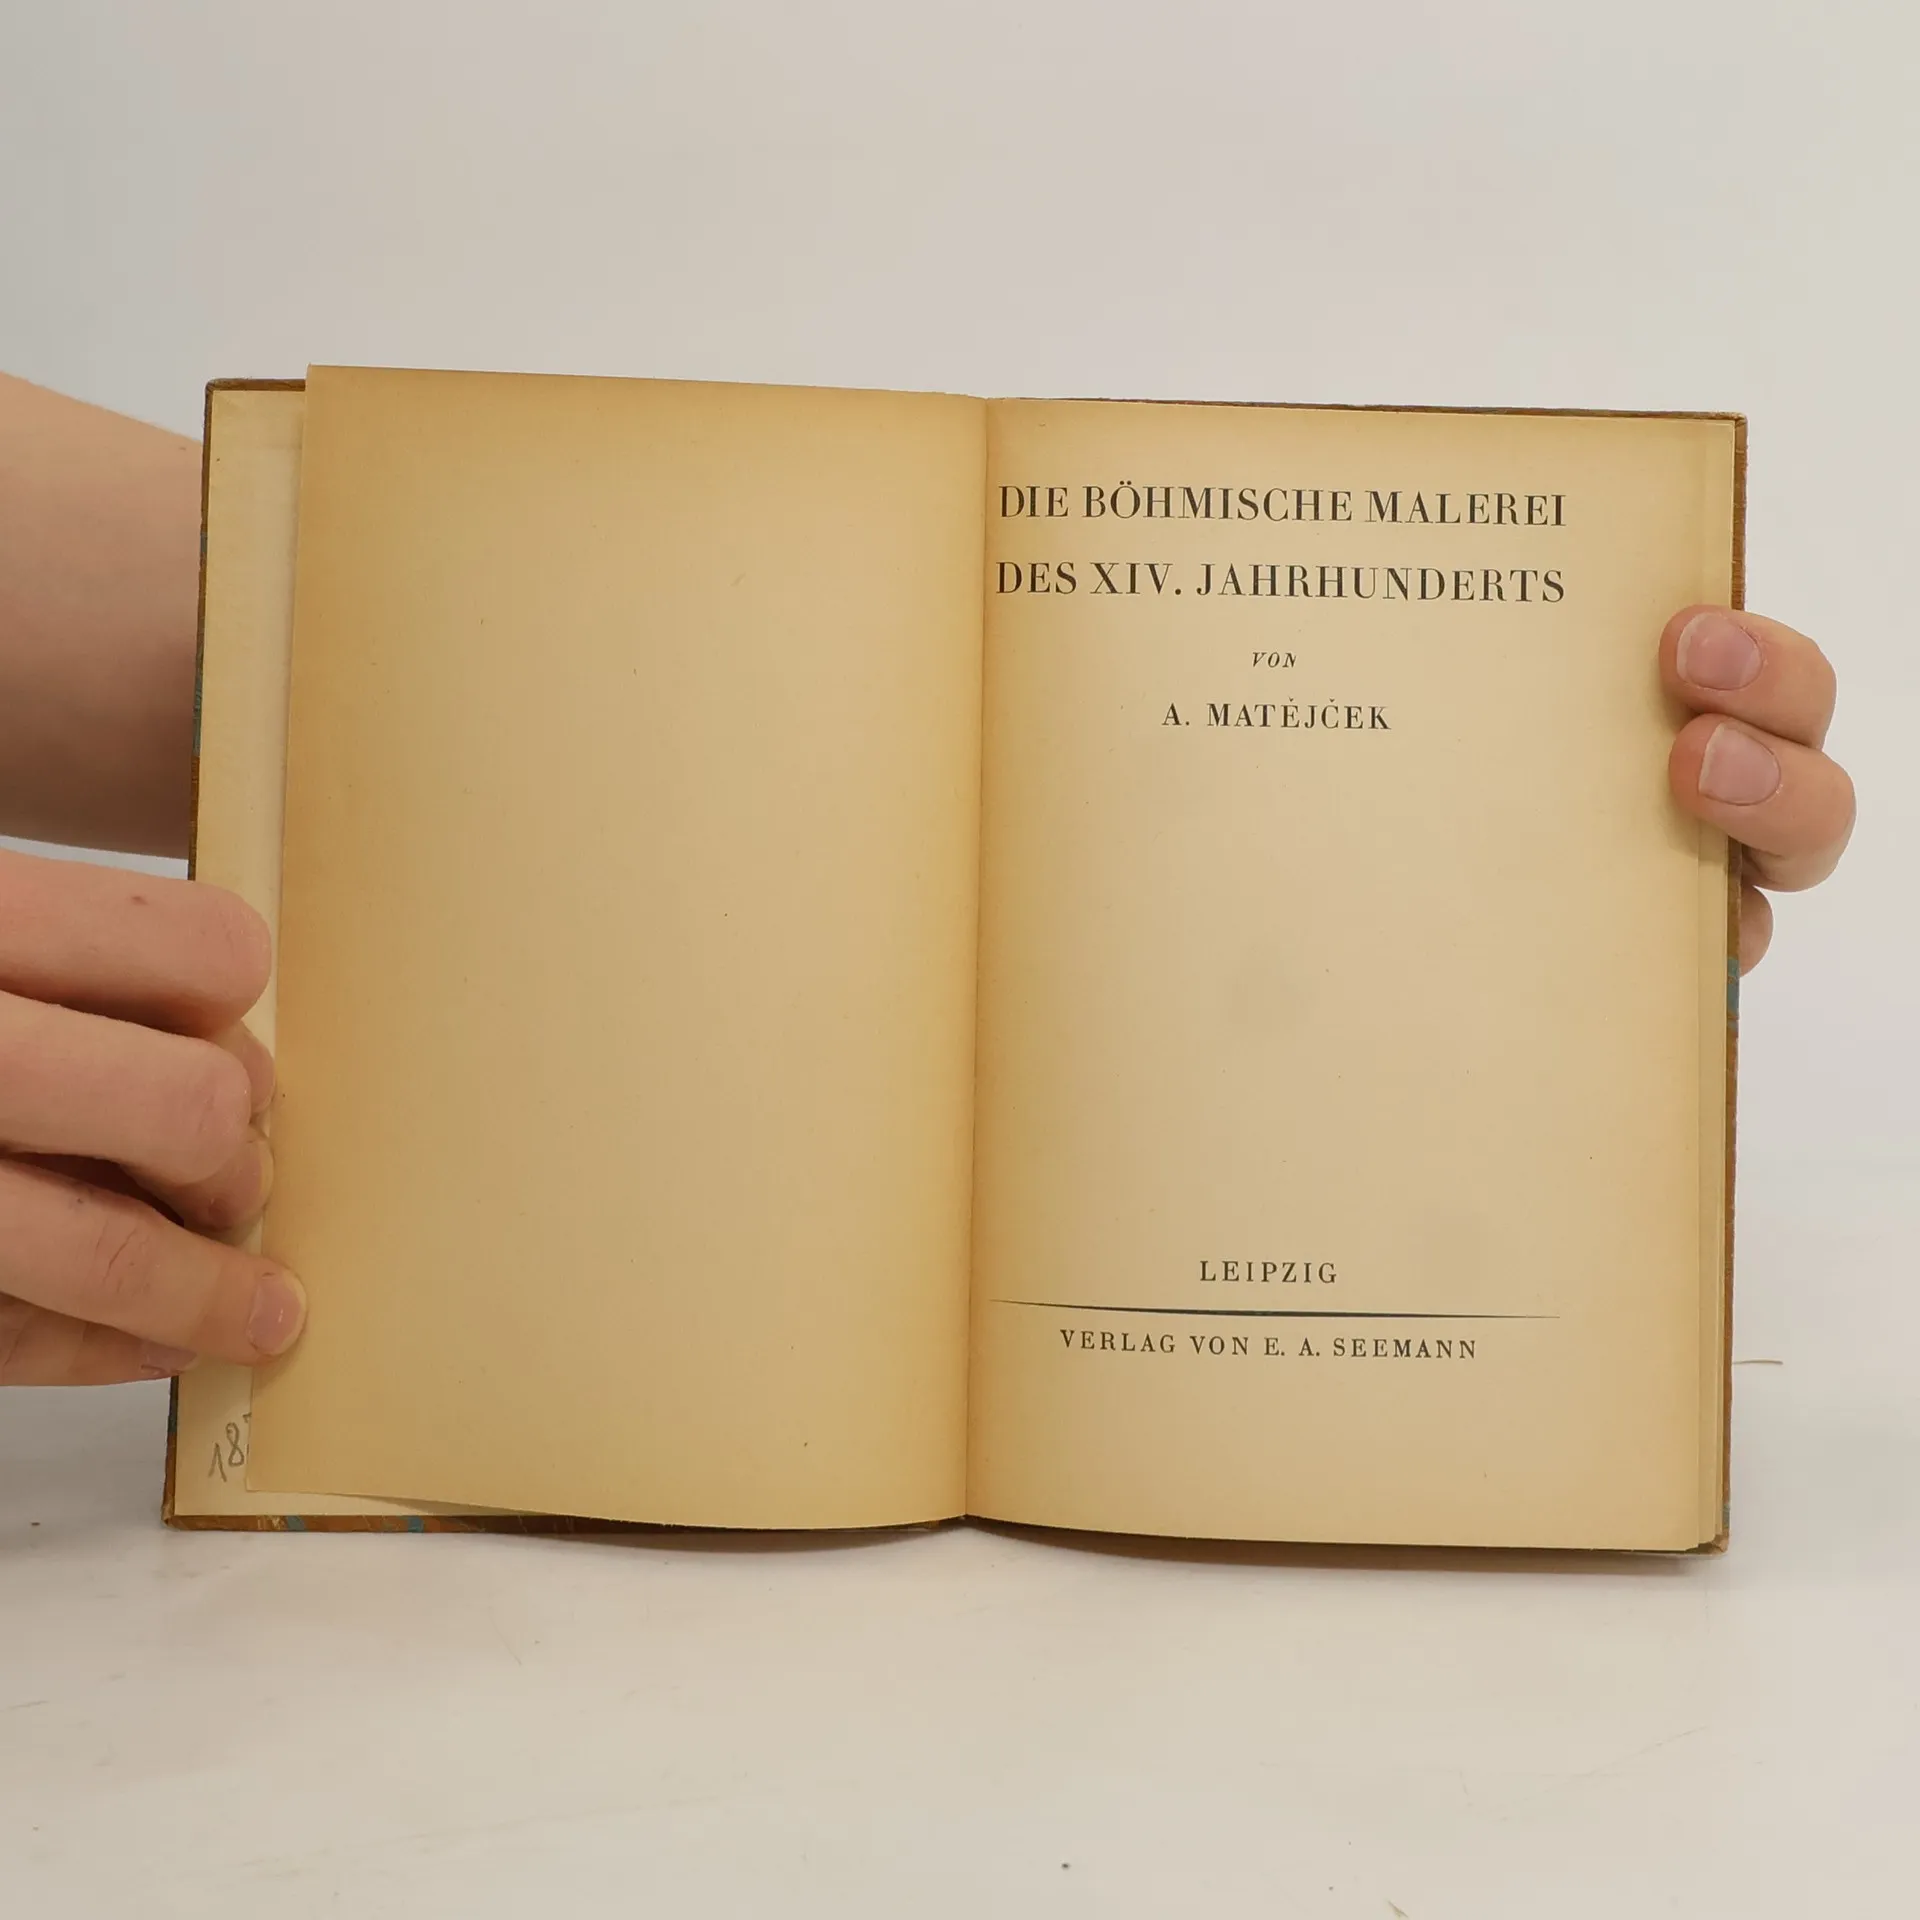 DIE BÖHMISCHE MALEREI
DES XIV. JAHRHUNDERTS
VON
A. MATĚJČEK
LEIPZIG
VERLAG VON E. A. SEEMANN